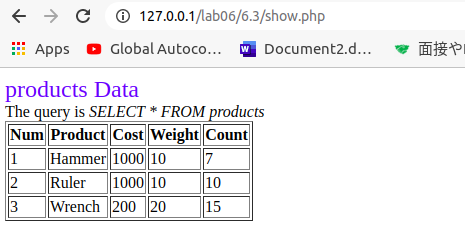 127.0.0.1/lab06/6.3/show.php
Apps Global Autoco... Document2.d... 面接や
products Data
The query is SELECT * FROM products
Num Product Cost Weight Count
1 Hammer 1000 10 7
2 Ruler 1000 10 10
3 Wrench 200 20 15